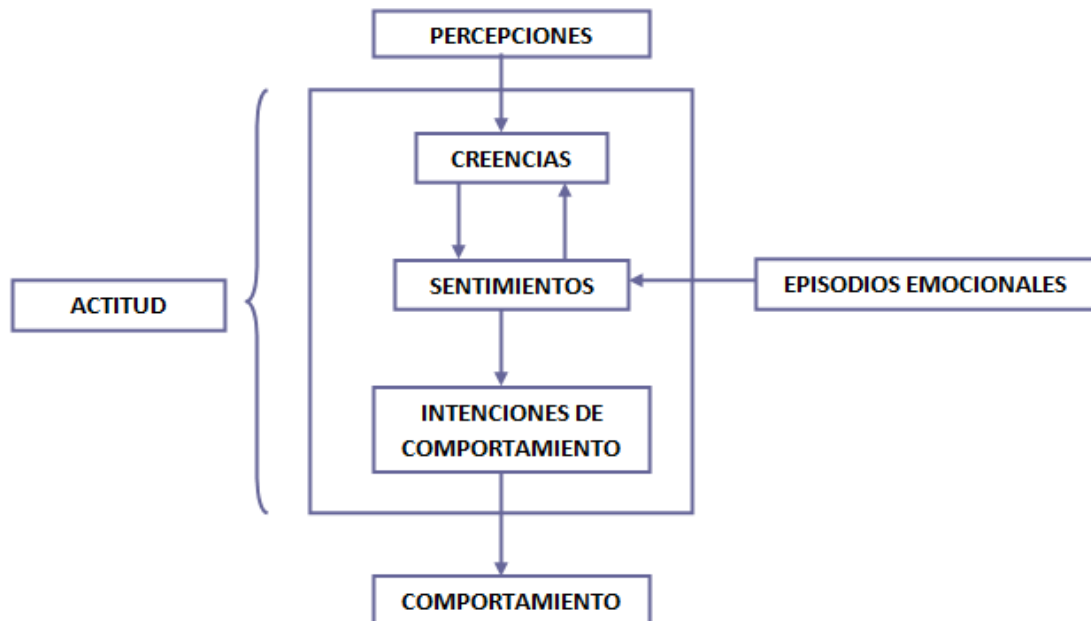 PERCEPCIONES
CREENCIAS
SENTIMIENTOS
EPISODIOS EMOCIONALES
ACTITUD
INTENCIONES DE
COMPORTAMIENTO
COMPORTAMIENTO